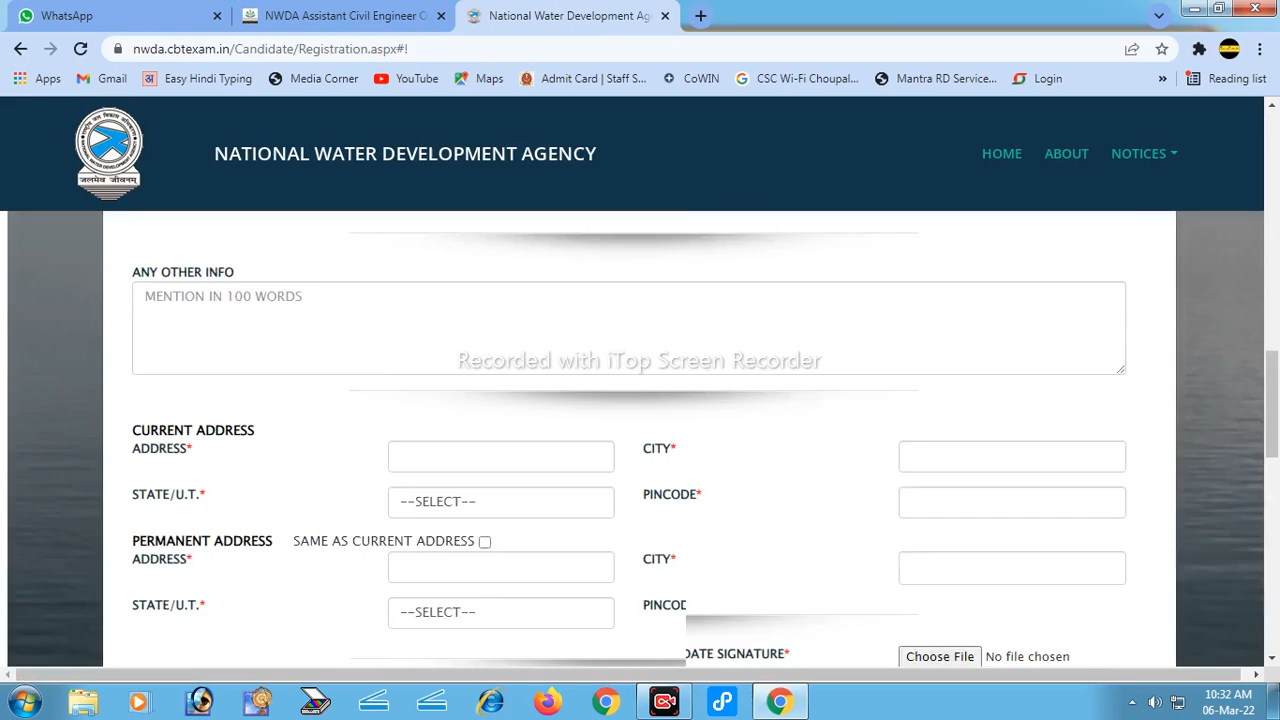 WhatsApp
NWDA Assistant Civil Engineer O
National Water Development Age
nwda.cbtexam.in/Candidate/Registration.aspx#!
Apps
Gmail
अ
Easy Hindi Typing
Media Corner
YouTube
Maps
Admit Card | Staff S...
CoWIN
CSC Wi-Fi Choupal...
Mantra RD Service...
Login
»
Reading list
जलमेव जीवनम्
NATIONAL WATER DEVELOPMENT AGENCY
HOME
ABOUT
NOTICES
ANY OTHER INFO
MENTION IN 100 WORDS
Recorded with iTop Screen Recorder
CURRENT ADDRESS
ADDRESS*
CITY*
STATE/U.T.*
--SELECT--
PINCODE*
PERMANENT ADDRESS
SAME AS CURRENT ADDRESS
ADDRESS*
CITY*
STATE/U.T.*
--SELECT--
PINCOD
DATE SIGNATURE*
Choose File
No file chosen
10:32 AM
06-Mar-22